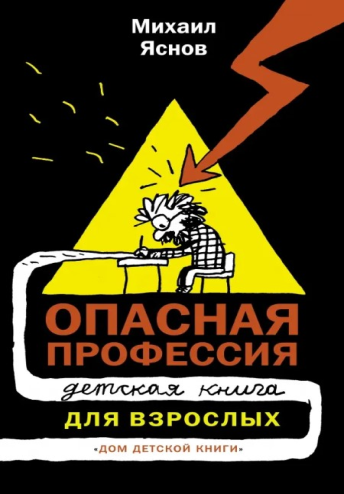 Михаил
Яснов
ОПАСНАЯ
ПРОФЕССИЯ
детская книга
ДЛЯ ВЗРОСЛЫХ
•ДОМ ДЕТСКОЙ КНИГИ•